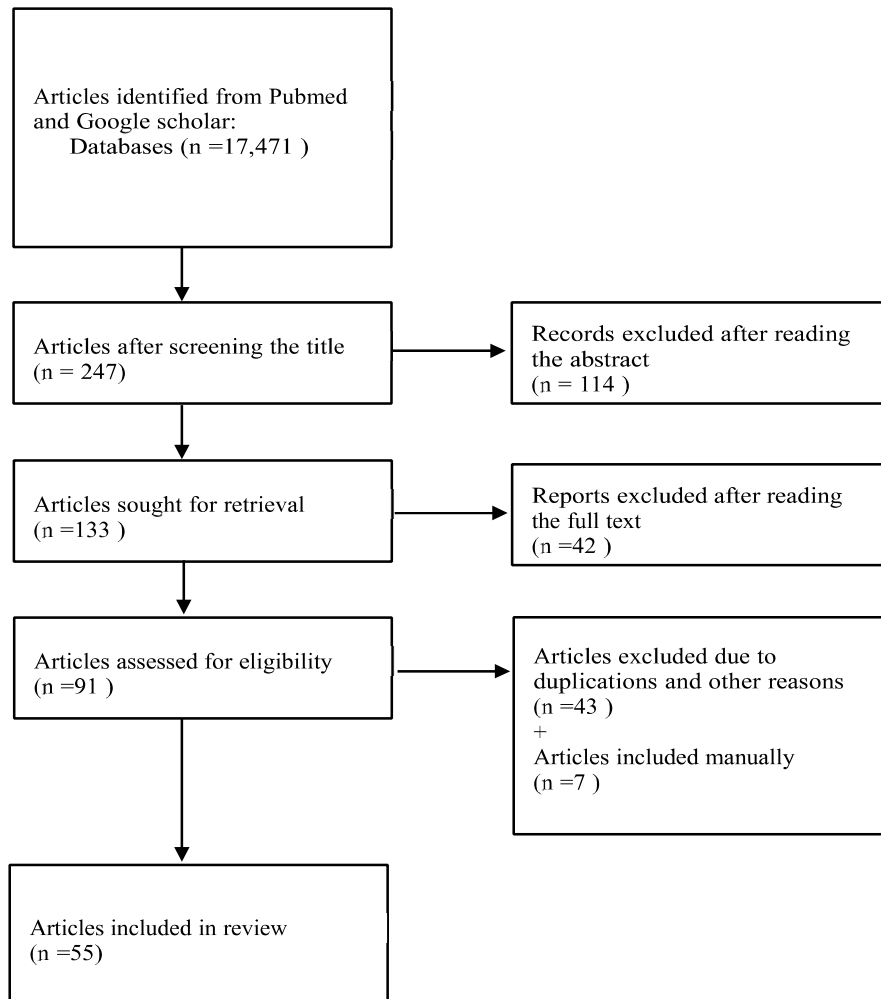 Articles identified from Pubmed
and Google scholar:
Databases (n =17,471 )
Articles after screening the title
(n = 247)
Records excluded after reading
the abstract
(n = 114 )
Articles sought for retrieval
(n =133 )
Reports excluded after reading
the full text
(n =42 )
Articles assessed for eligibility
(n =91 )
Articles excluded due to
duplications and other reasons
(n =43 )
+
Articles included manually
(n =7 )
Articles included in review
(n =55)